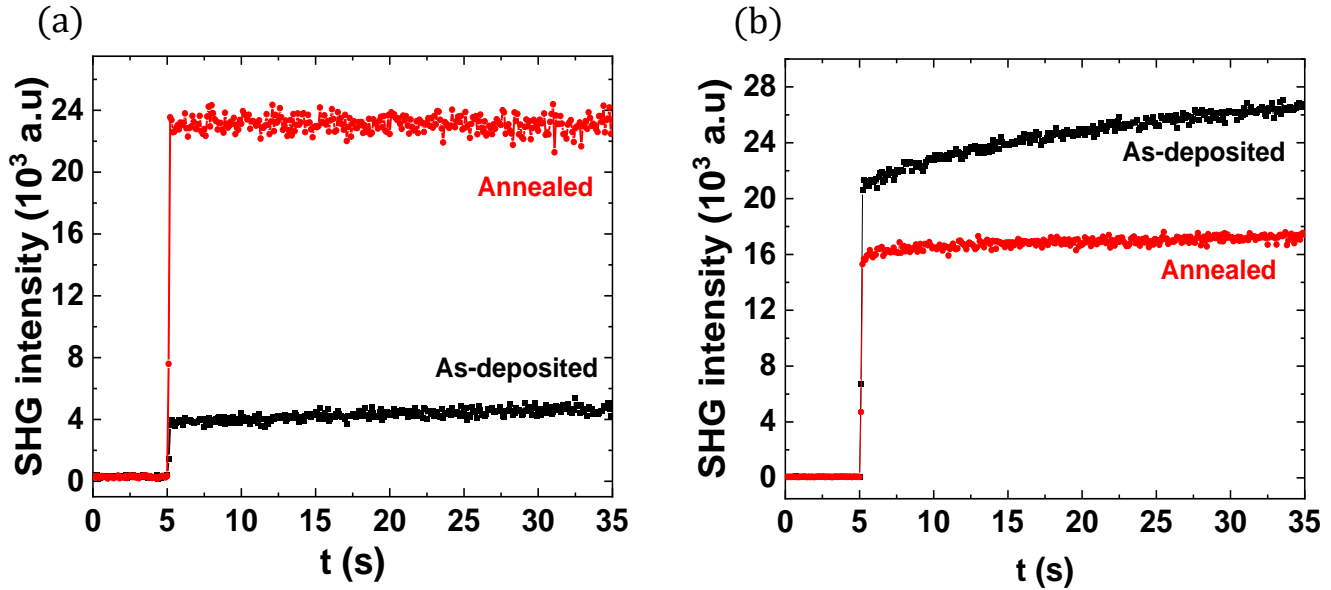 (a)
SHG intensity (10³ a.u)
24
20
16
12
8
4
0
Annealed
As-deposited
0 5 10 15 20 25 30 35
t (s)
(b)
SHG intensity (10³ a.u)
28
24
20
16
12
8
4
0
As-deposited
Annealed
0 5 10 15 20 25 30 35
t (s)